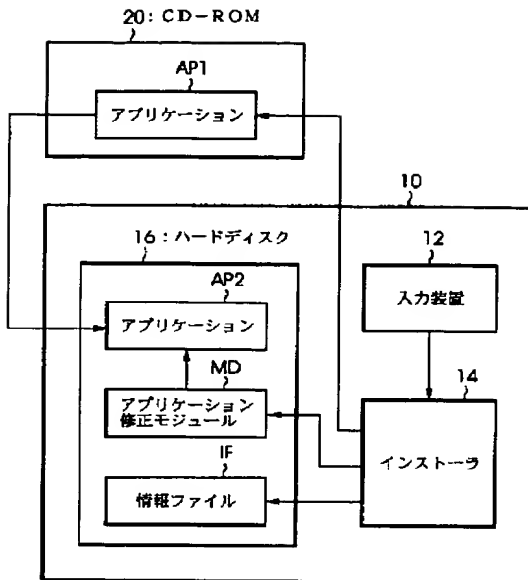 20:CD-ROM
AP1
アプリケーション
10
16:ハードディスク
12
AP2
入力装置
アプリケーション
MD
14
アプリケーション
修正モジュール
インストーラ
IF
情報ファイル